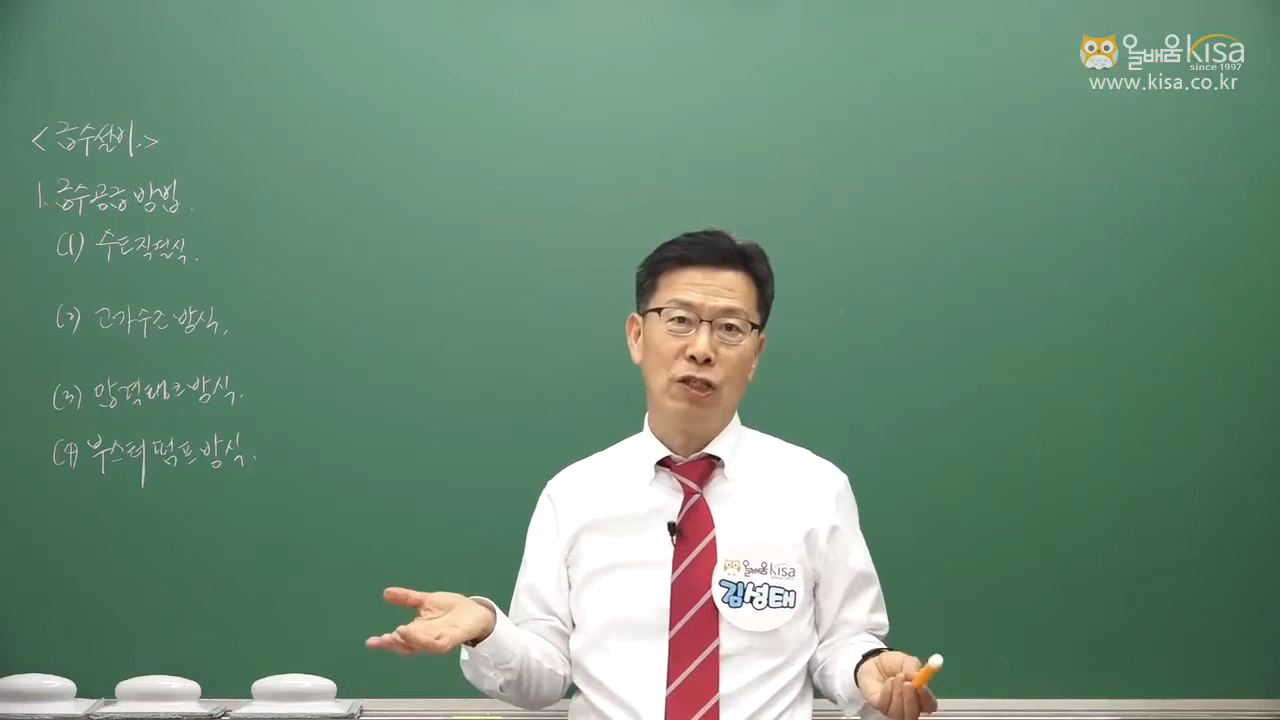 <급수설비>
1. 급수공급 방법.
(1) 수도직결식.
(2) 고가수조 방식.
(3) 압력탱크 방식.
(4) 부스터 펌프 방식.
올배움kisa
since 1997
www.kisa.co.kr
올배움kisa
since 1997
김성태